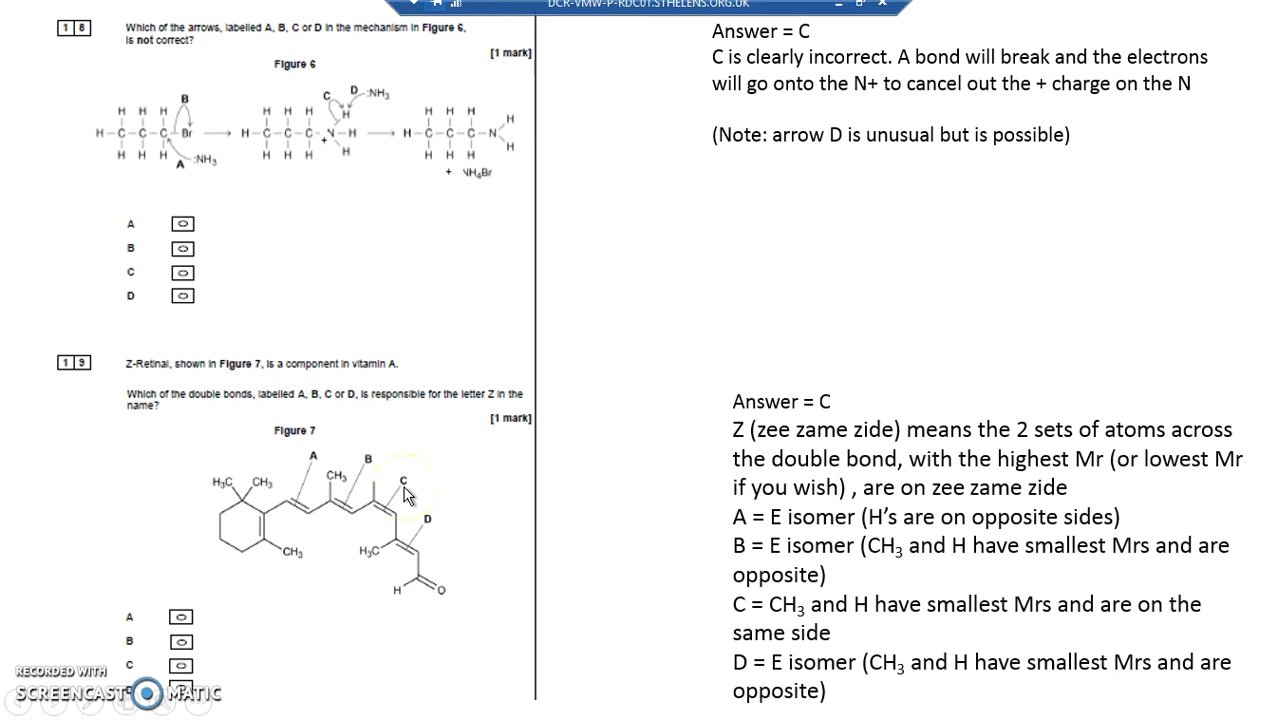 DCR-VMW-P-RDC01.STHELENS.ORG.UK
1 8 Which of the arrows, labelled A, B, C or D in the mechanism in Figure 6,
is not correct?
[1 mark]
Figure 6
B C D :NH₃
H H H H H H H H H H H
H-C-C-C-Br H-C-C-C-N-H H-C-C-C-N
+
H H H H H H H H H H H
A :NH₃
+ NH₄Br
A
B
C
D
1 9 Z-Retinal, shown in Figure 7, is a component in vitamin A.
Which of the double bonds, labelled A, B, C or D, is responsible for the letter Z in the
name?
[1 mark]
Figure 7
A B C D
H₃C CH₃ CH₃
CH₃ H₃C
H O
A
B
C
D
RECORDED WITH
SCREENCAST MATIC
Answer = C
C is clearly incorrect. A bond will break and the electrons
will go onto the N+ to cancel out the + charge on the N
(Note: arrow D is unusual but is possible)
Answer = C
Z (zee zame zide) means the 2 sets of atoms across
the double bond, with the highest Mr (or lowest Mr
if you wish) , are on zee zame zide
A = E isomer (H’s are on opposite sides)
B = E isomer (CH₃ and H have smallest Mrs and are
opposite)
C = CH₃ and H have smallest Mrs and are on the
same side
D = E isomer (CH₃ and H have smallest Mrs and are
opposite)